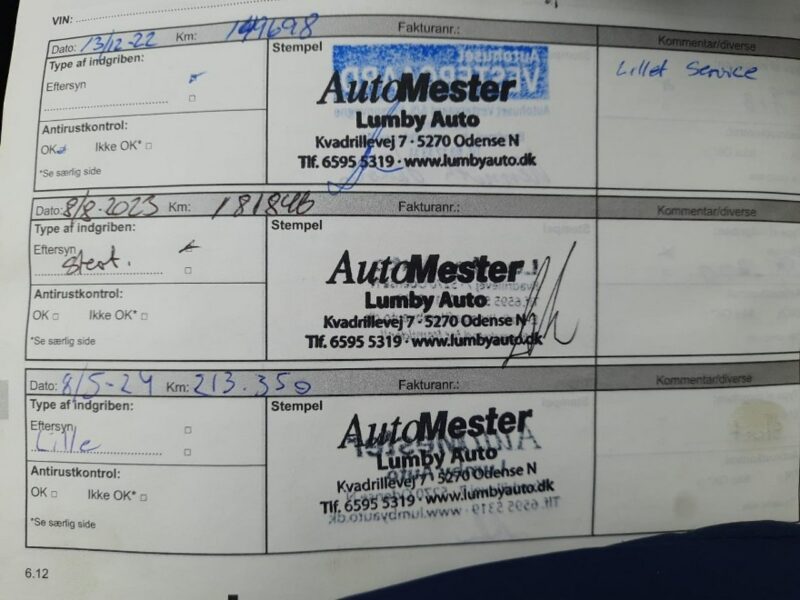 VIN:
Dato: 13/12-22 Km: 149698 Fakturanr.: Kommentar/diverse
Type af indgriben: Stempel
Lillet Service
Eftersyn
AutoMester
Lumby Auto
Antirustkontrol:
Kvadrillevej 7 · 5270 Odense N
OK Ikke OK*
Tlf. 6595 5319 · www.lumbyauto.dk
*Se særlig side
Dato: 8/8-2023 Km: 181846 Fakturanr.: Kommentar/diverse
Type af indgriben: Stempel
Eftersyn
AutoMester
Lumby Auto
Antirustkontrol:
Kvadrillevej 7 · 5270 Odense N
OK Ikke OK*
Tlf. 6595 5319 · www.lumbyauto.dk
*Se særlig side
Dato: 8/5-24 Km: 213.350 Fakturanr.: Kommentar/diverse
Type af indgriben: Stempel
Eftersyn
Lille
AutoMester
Lumby Auto
Antirustkontrol:
Kvadrillevej 7 · 5270 Odense N
OK Ikke OK*
Tlf. 6595 5319 · www.lumbyauto.dk
*Se særlig side
6.12